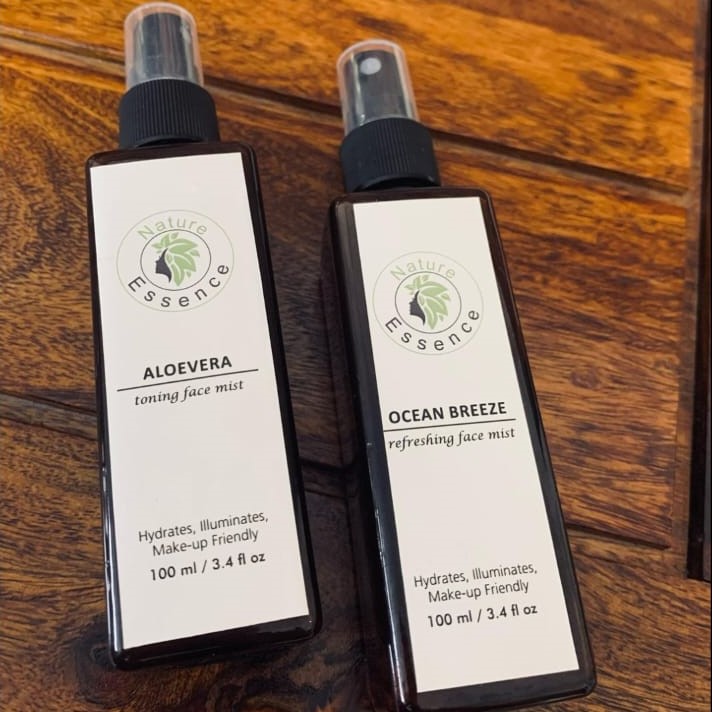 Nature
Essence
ALOEVERA
toning face mist
Hydrates, Illuminates,
Make-up Friendly
100 ml / 3.4 fl oz
Nature
Essence
OCEAN BREEZE
refreshing face mist
Hydrates, Illuminates,
Make-up Friendly
100 ml / 3.4 fl oz